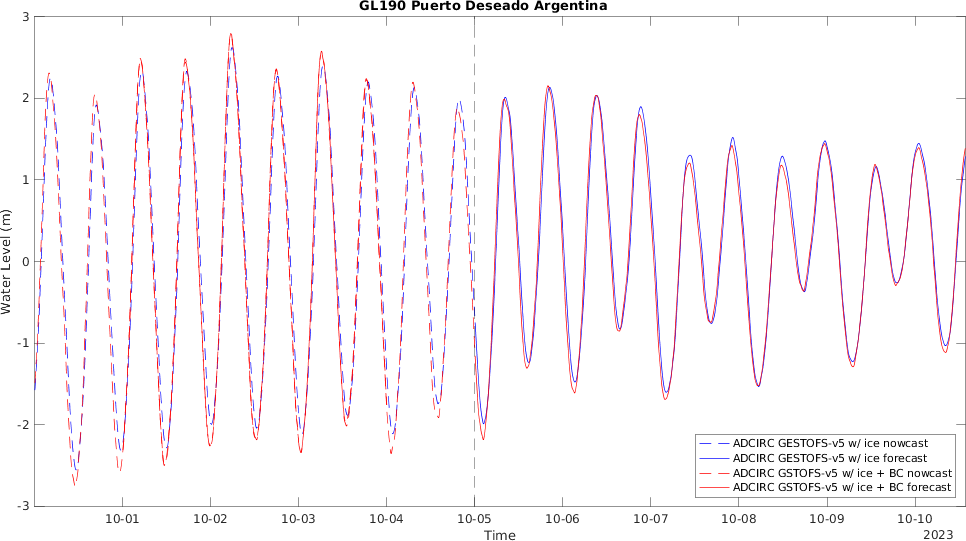 GL190 Puerto Deseado Argentina
3
2
1
0
-1
-2
-3
Water Level (m)
ADCIRC GESTOFS-v5 w/ ice nowcast
ADCIRC GESTOFS-v5 w/ ice forecast
ADCIRC GSTOFS-v5 w/ ice + BC nowcast
ADCIRC GSTOFS-v5 w/ ice + BC forecast
10-01 10-02 10-03 10-04 10-05 10-06 10-07 10-08 10-09 10-10
Time 2023